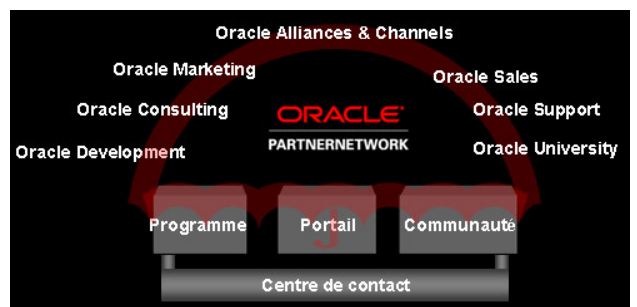 Oracle Alliances & Channels
Oracle Marketing
Oracle Sales
Oracle Consulting
ORACLE
Oracle Support
PARTNERNETWORK
Oracle Development
Oracle University
Programme
Portail
Communauté
Centre de contact